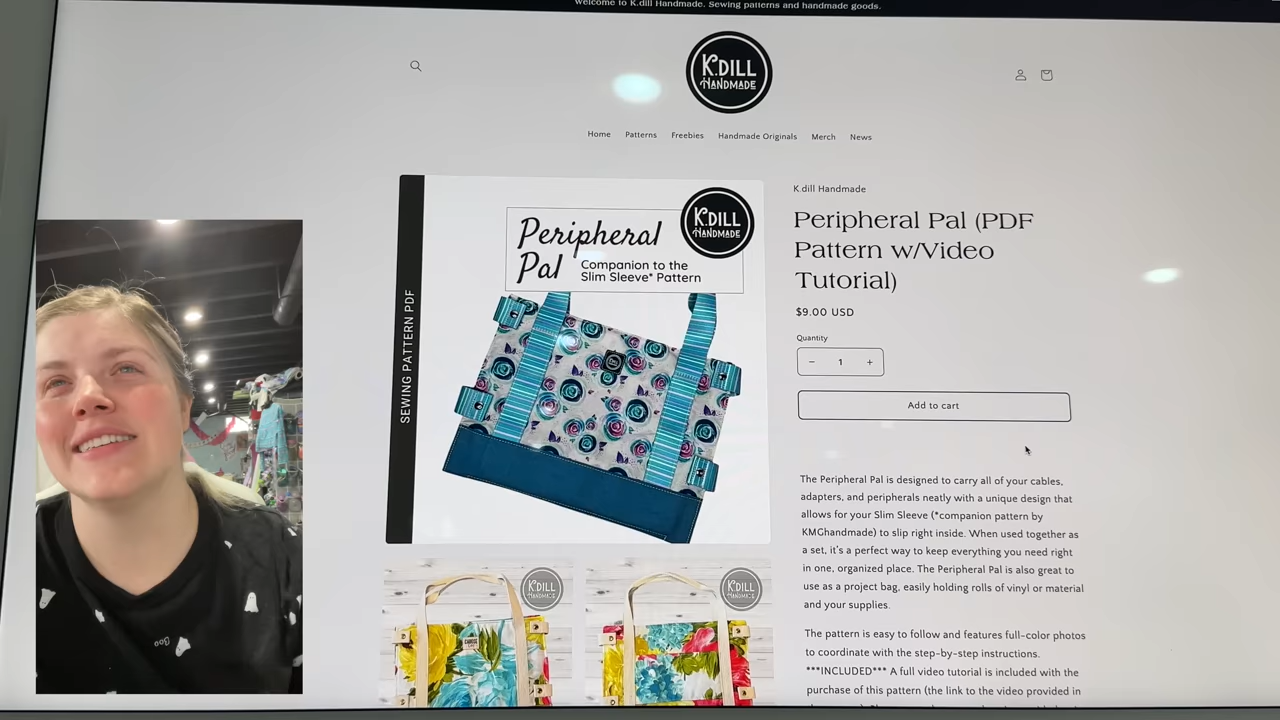 Welcome to K.dill Handmade. Sewing patterns and handmade goods.
K.DILL
HANDMADE
Home Patterns Freebies Handmade Originals Merch News
SEWING PATTERN PDF
Peripheral
Pal
Companion to the
Slim Sleeve* Pattern
K.DILL
HANDMADE
K.DILL
HANDMADE
K.DILL
HANDMADE
K.dill Handmade
Peripheral Pal (PDF
Pattern w/Video
Tutorial)
$9.00 USD
Quantity
− 1 +
Add to cart
The Peripheral Pal is designed to carry all of your cables,
adapters, and peripherals neatly with a unique design that
allows for your Slim Sleeve (*companion pattern by
KMGhandmade) to slip right inside. When used together as
a set, it's a perfect way to keep everything you need right
in one, organized place. The Peripheral Pal is also great to
use as a project bag, easily holding rolls of vinyl or material
and your supplies.
The pattern is easy to follow and features full-color photos
to coordinate with the step-by-step instructions.
***INCLUDED*** A full video tutorial is included with the
purchase of this pattern (the link to the video provided in
Boo